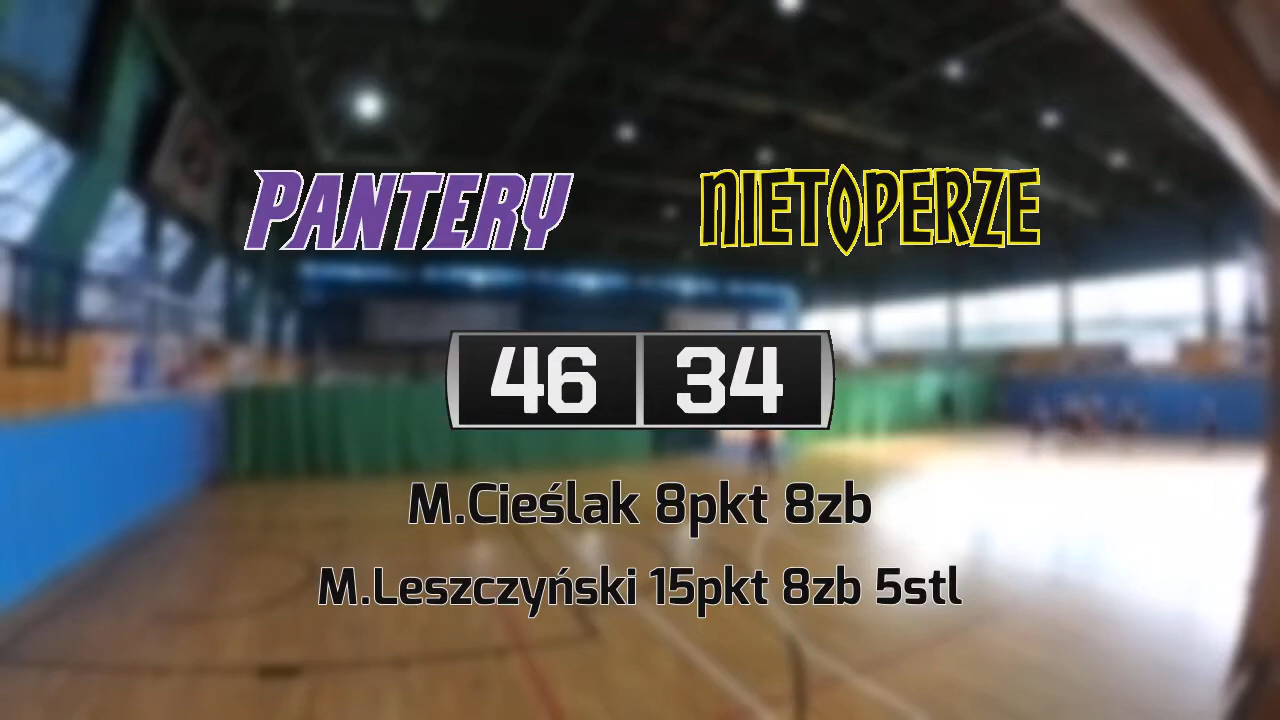 PANTERY NIETOPERZE
46 34
M.Cieślak 8pkt 8zb
M.Leszczyński 15pkt 8zb 5stl